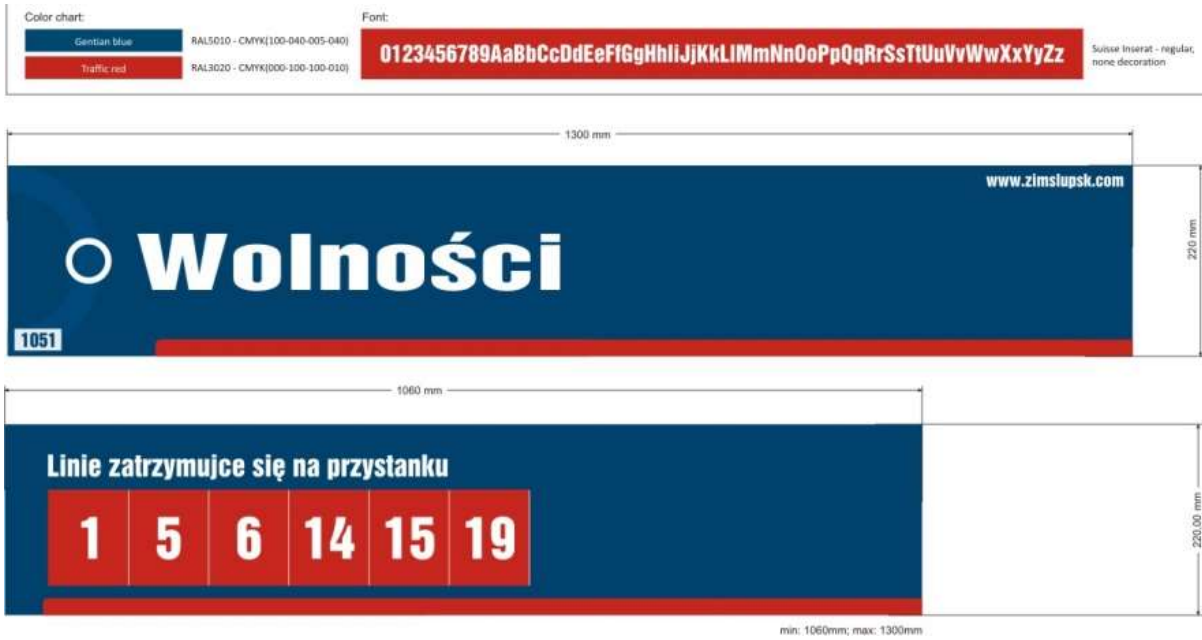 Color chart:
Font:
Gentian blue
RAL5010 - CMYK(100-040-005-040)
Traffic red
RAL3020 - CMYK(000-100-100-010)
0123456789AaBbCcDdEeFfGgHhIiJjKkLlMmNnOoPpQqRrSsTtUuVvWwXxYyZz
Suisse Inserat - regular,
none decoration
1300 mm
www.zimslupsk.com
220 mm
Wolności
1051
1060 mm
Linie zatrzymujce się na przystanku
1 5 6 14 15 19
220.00 mm
min: 1060mm; max: 1300mm